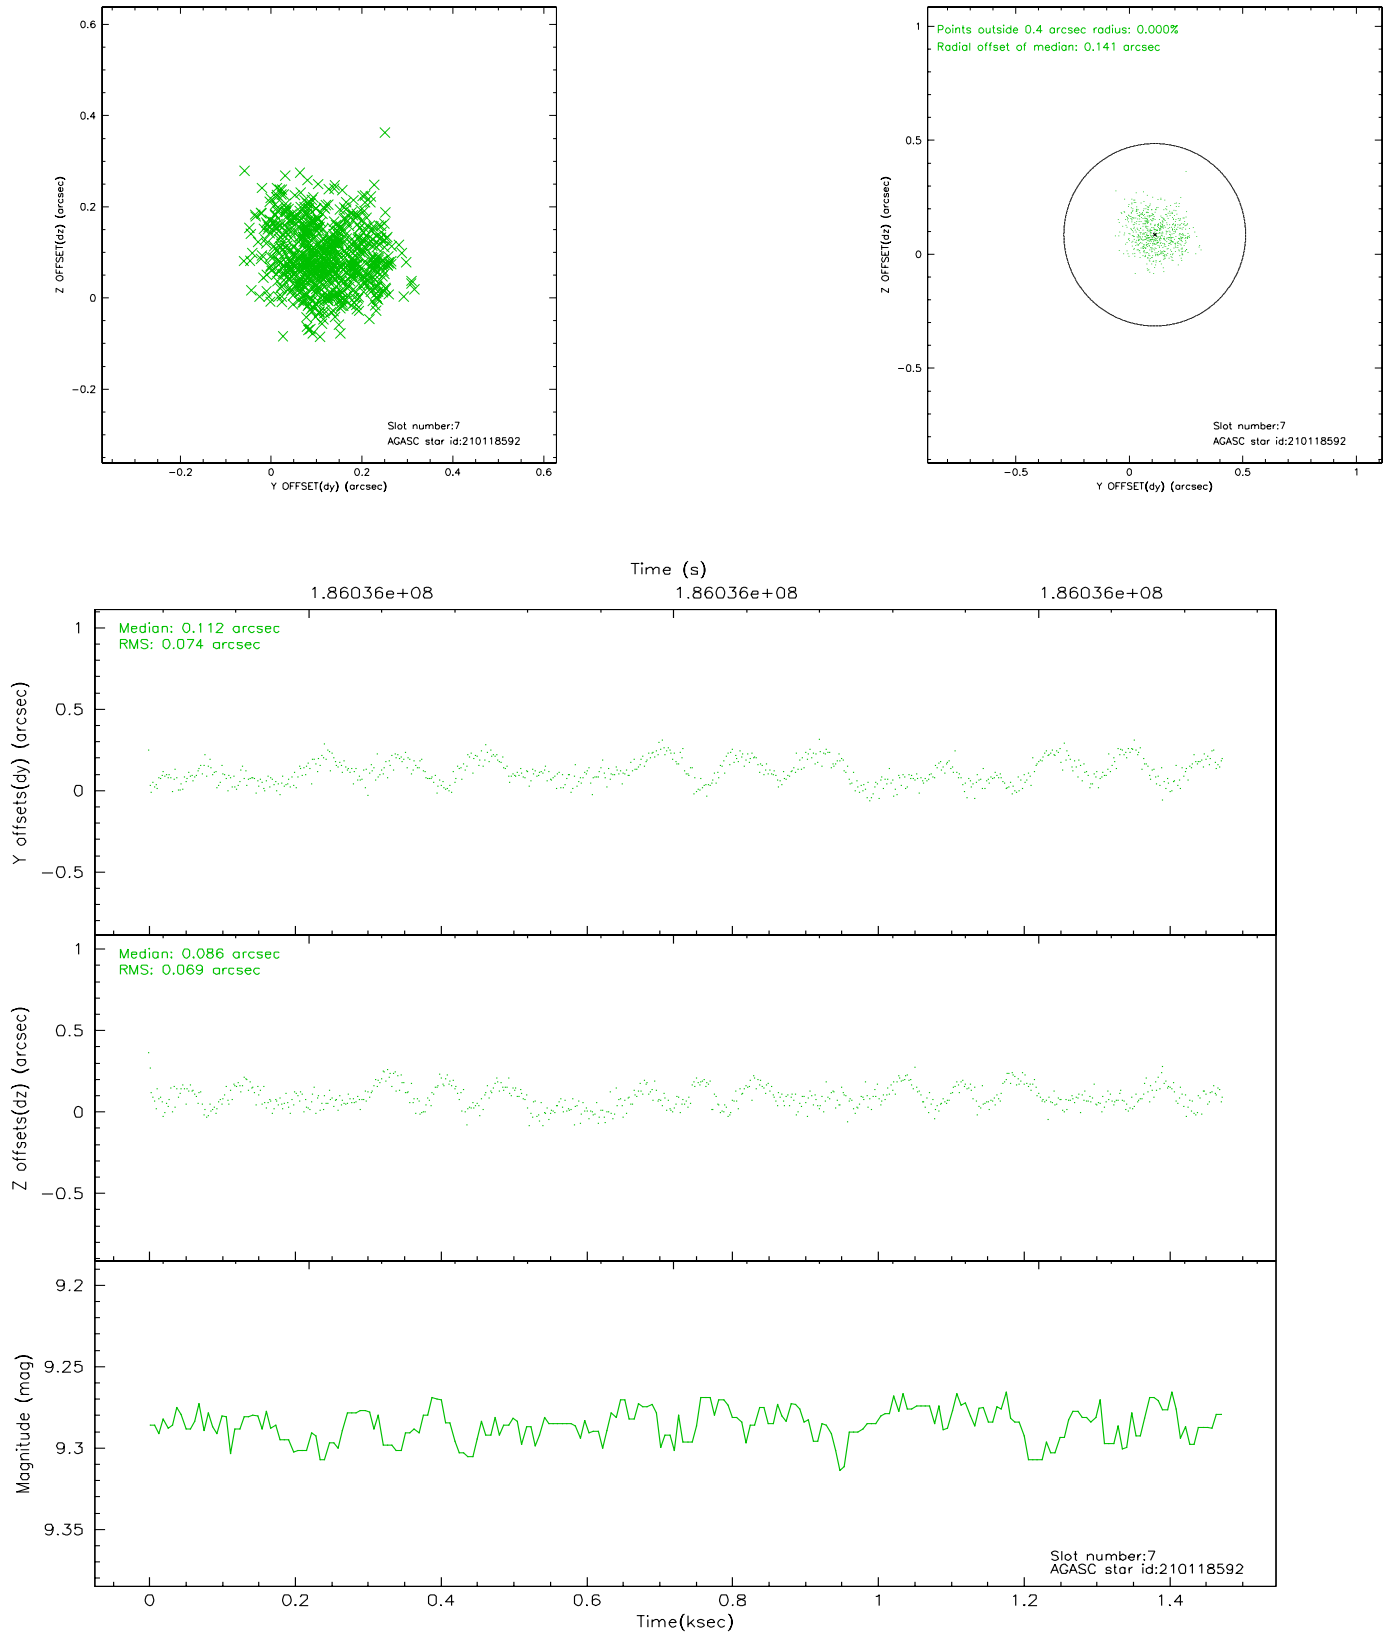 0.6
0.4
0.2
0
−0.2
Z OFFSET(dz) (arcsec)
Slot number:7
AGASC star id:210118592
−0.2 0 0.2 0.4 0.6
Y OFFSET(dy) (arcsec)
Points outside 0.4 arcsec radius: 0.000%
Radial offset of median: 0.141 arcsec
1
0.5
0
−0.5
Z OFFSET(dz) (arcsec)
Slot number:7
AGASC star id:210118592
−0.5 0 0.5 1
Y OFFSET(dy) (arcsec)
Time (s)
1.86036e+08 1.86036e+08 1.86036e+08
Median: 0.112 arcsec
RMS: 0.074 arcsec
1
0.5
0
−0.5
Y offsets(dy) (arcsec)
Median: 0.086 arcsec
RMS: 0.069 arcsec
1
0.5
0
−0.5
Z offsets(dz) (arcsec)
9.2
9.25
9.3
9.35
Magnitude (mag)
Slot number:7
AGASC star id:210118592
0 0.2 0.4 0.6 0.8 1 1.2 1.4
Time(ksec)